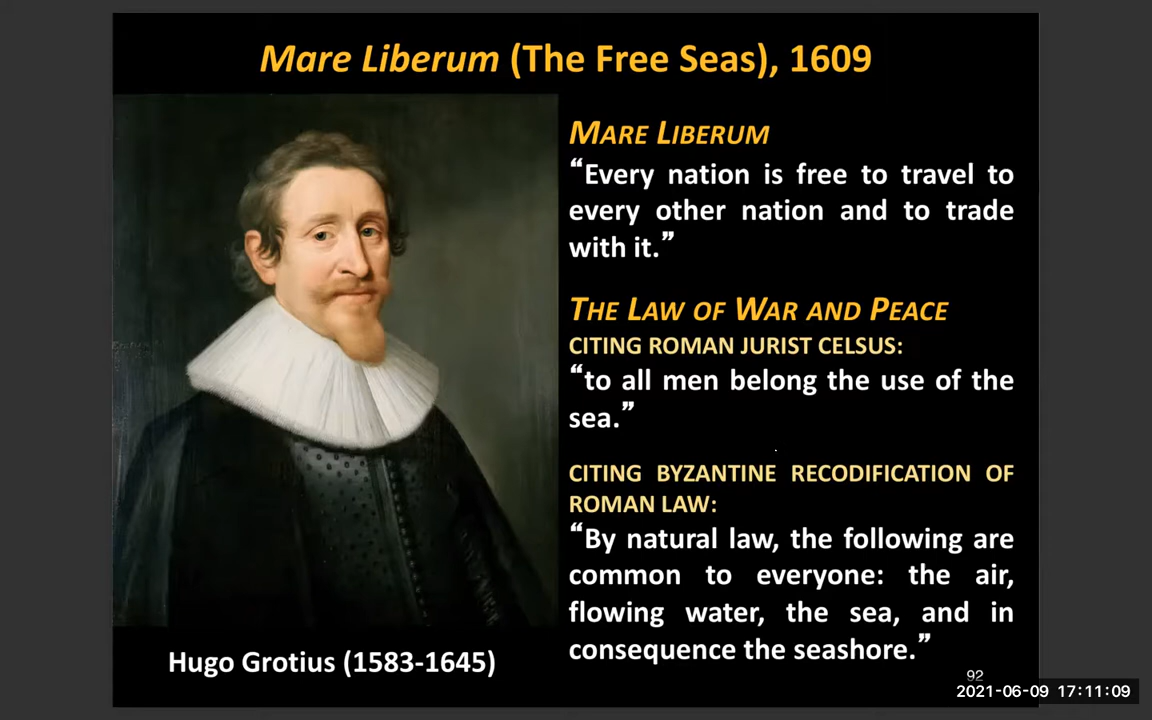 Mare Liberum (The Free Seas), 1609
MARE LIBERUM
“Every nation is free to travel to
every other nation and to trade
with it.”
THE LAW OF WAR AND PEACE
CITING ROMAN JURIST CELSUS:
“to all men belong the use of the
sea.”
CITING BYZANTINE RECODIFICATION OF
ROMAN LAW:
“By natural law, the following are
common to everyone: the air,
flowing water, the sea, and in
consequence the seashore.”
Hugo Grotius (1583-1645)
92
2021-06-09 17:11:09